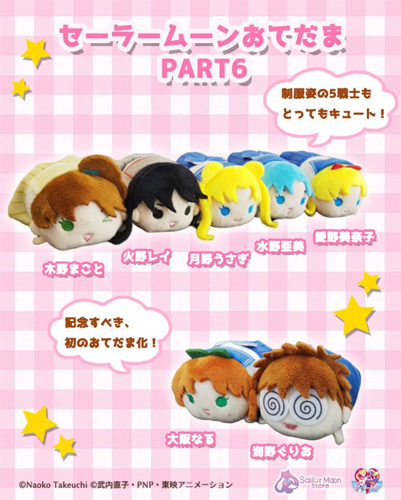 セーラームーンおてだま
PART6
制服姿の5戦士も
とってもキュート!
木野まこと
火野レイ
月野うさぎ
水野亜美
愛野美奈子
記念すべき、
初のおてだま化!
大阪なる
海野ぐりお
©Naoko Takeuchi ©武内直子・PNP・東映アニメーション
Sailor Moon
Store